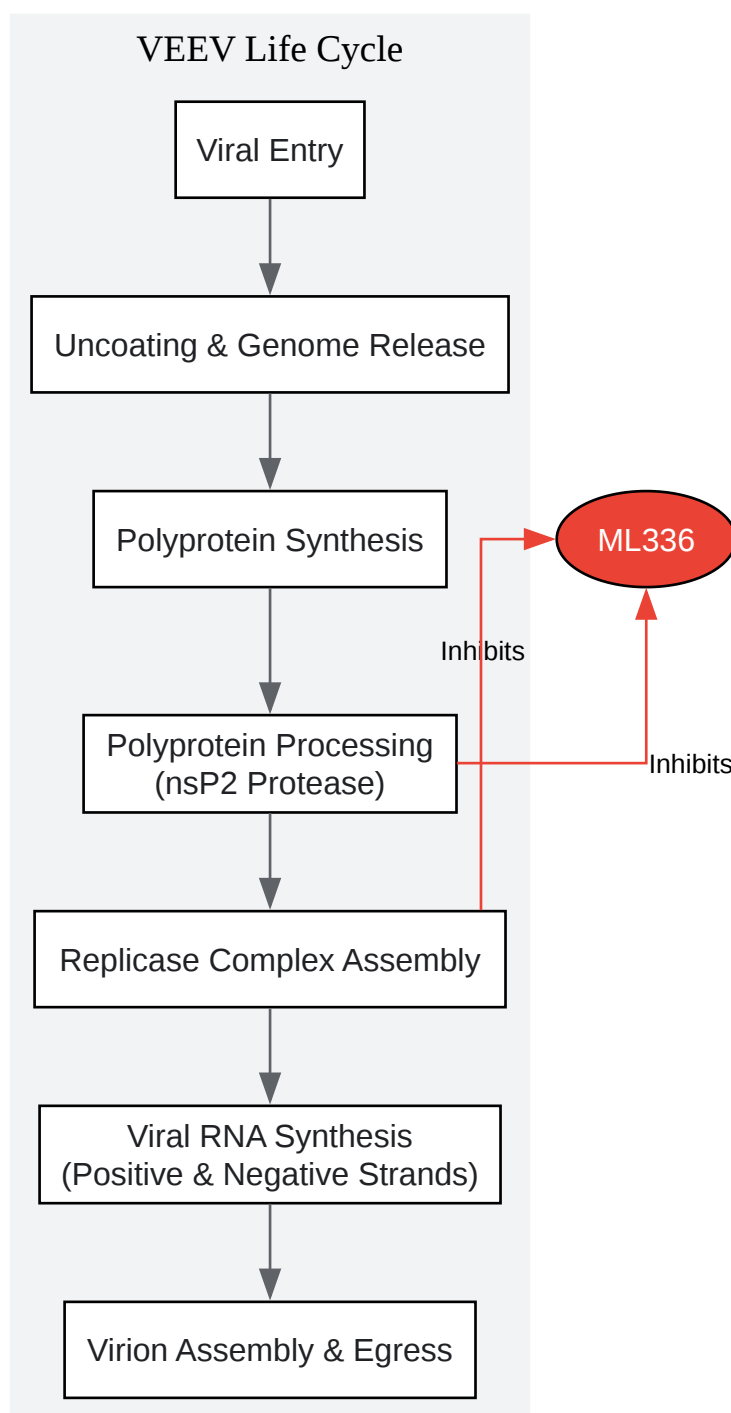 VEEV Life Cycle
Viral Entry
Uncoating & Genome Release
Polyprotein Synthesis
ML336
Inhibits
Polyprotein Processing
(nsP2 Protease)
Inhibits
Replicase Complex Assembly
Viral RNA Synthesis
(Positive & Negative Strands)
Virion Assembly & Egress